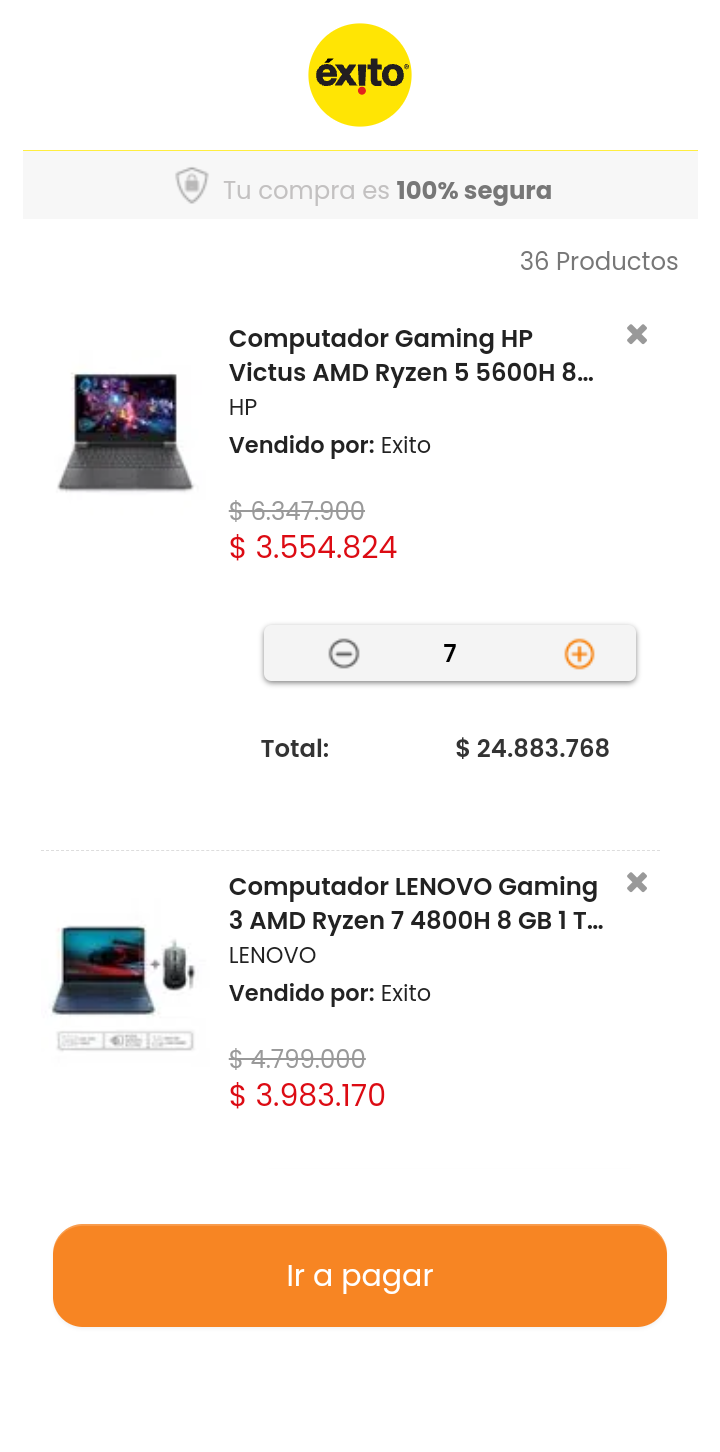 éxito
Tu compra es 100% segura
36 Productos
Computador Gaming HP
Victus AMD Ryzen 5 5600H 8...
HP
Vendido por: Exito
$ 6.347.900
$ 3.554.824
7
Total: $ 24.883.768
Computador LENOVO Gaming
3 AMD Ryzen 7 4800H 8 GB 1 T...
LENOVO
Vendido por: Exito
$ 4.799.000
$ 3.983.170
Ir a pagar